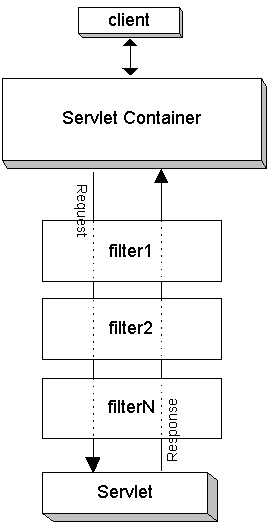 client
Servlet Container
Request
filter1
filter2
filterN
Response
Servlet